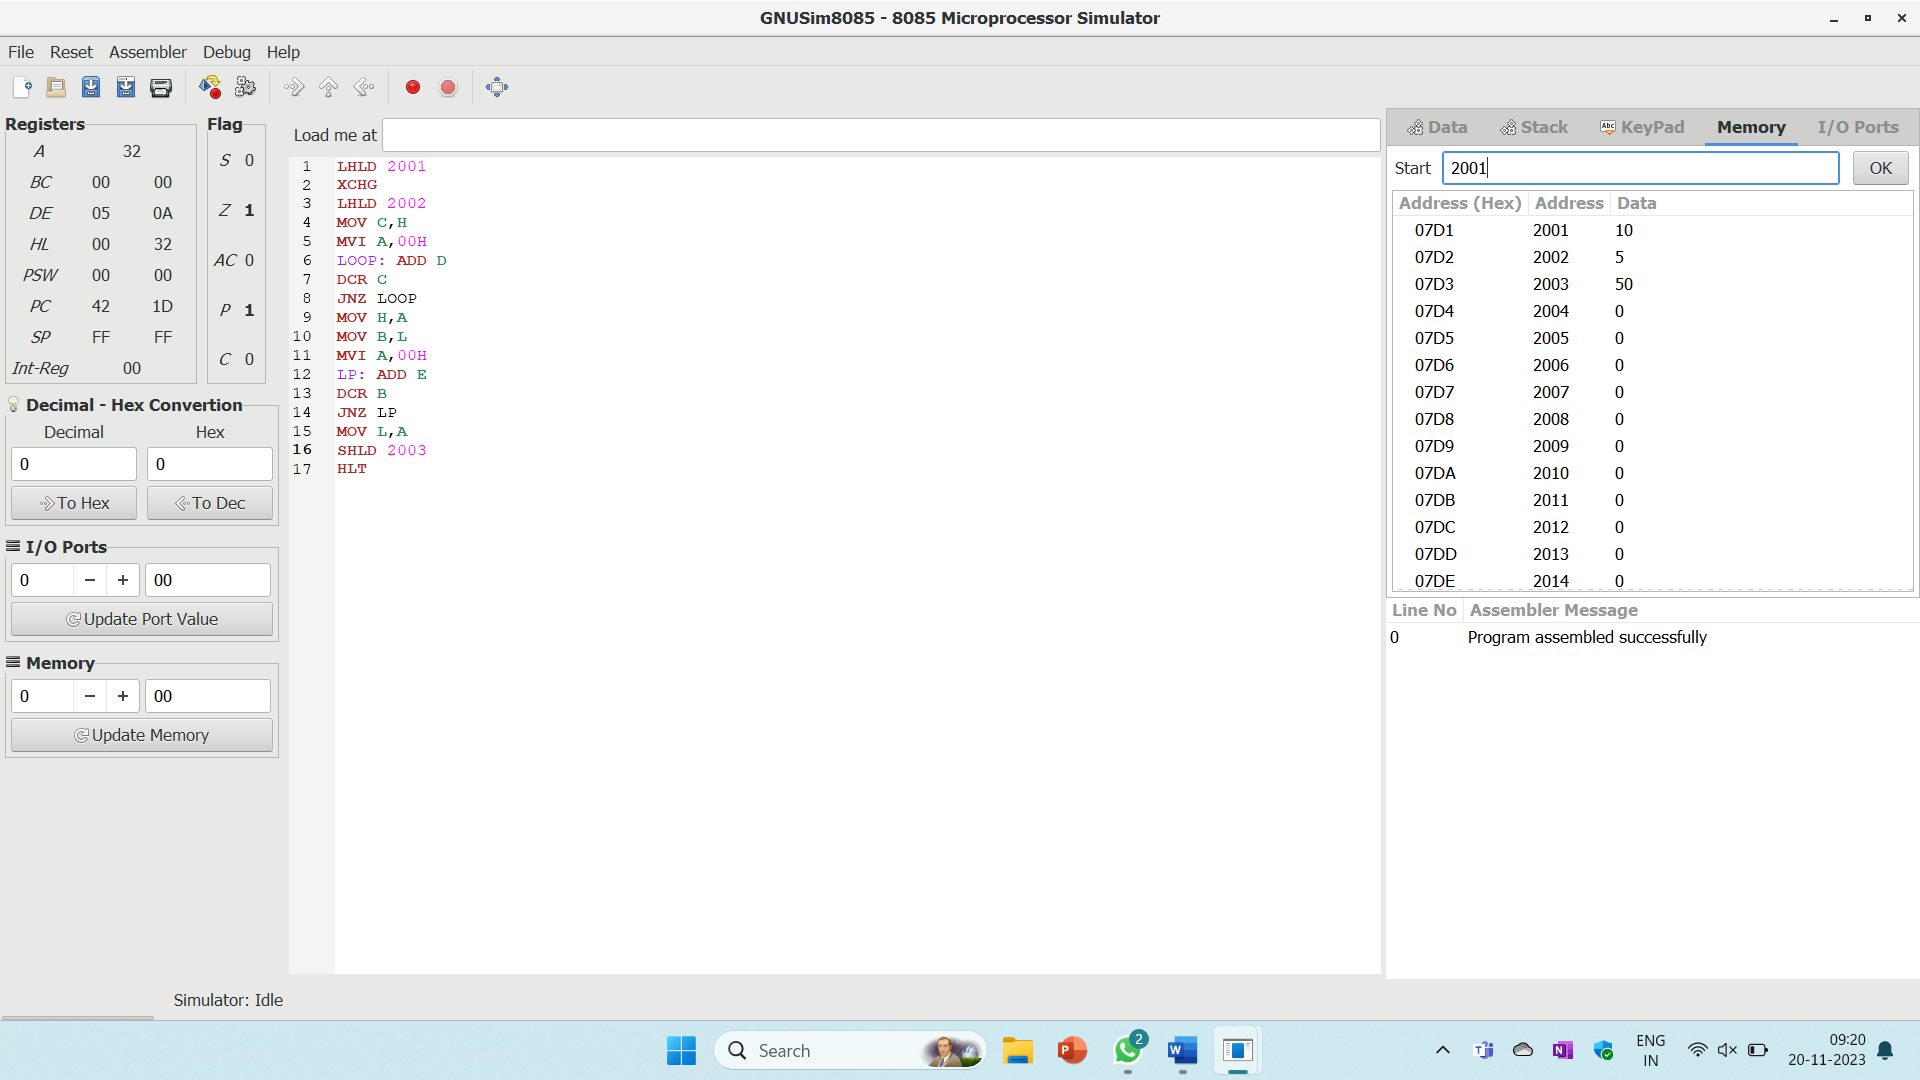 GNUSim8085 - 8085 Microprocessor Simulator
File Reset Assembler Debug Help
Registers
A 32
BC 00 00
DE 05 0A
HL 00 32
PSW 00 00
PC 42 1D
SP FF FF
Int-Reg 00
Flag
S 0
Z 1
AC 0
P 1
C 0
Decimal - Hex Convertion
Decimal Hex
0 0
To Hex To Dec
I/O Ports
0 − + 00
Update Port Value
Memory
0 − + 00
Update Memory
Load me at
1 LHLD 2001
2 XCHG
3 LHLD 2002
4 MOV C,H
5 MVI A,00H
6 LOOP: ADD D
7 DCR C
8 JNZ LOOP
9 MOV H,A
10 MOV B,L
11 MVI A,00H
12 LP: ADD E
13 DCR B
14 JNZ LP
15 MOV L,A
16 SHLD 2003
17 HLT
Data Stack Abc KeyPad Memory I/O Ports
Start 2001 OK
Address (Hex) Address Data
07D1 2001 10
07D2 2002 5
07D3 2003 50
07D4 2004 0
07D5 2005 0
07D6 2006 0
07D7 2007 0
07D8 2008 0
07D9 2009 0
07DA 2010 0
07DB 2011 0
07DC 2012 0
07DD 2013 0
07DE 2014 0
Line No Assembler Message
0 Program assembled successfully
Simulator: Idle
Search
P
2
W
T
N
ENG
IN
09:20
20-11-2023